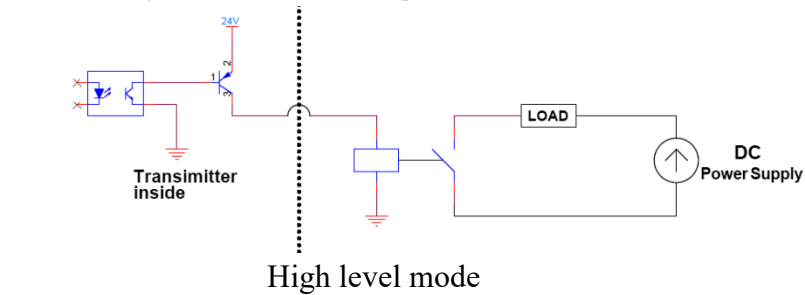 24V
2
1
3
LOAD
DC
Power Supply
Transimitter
inside
High level mode